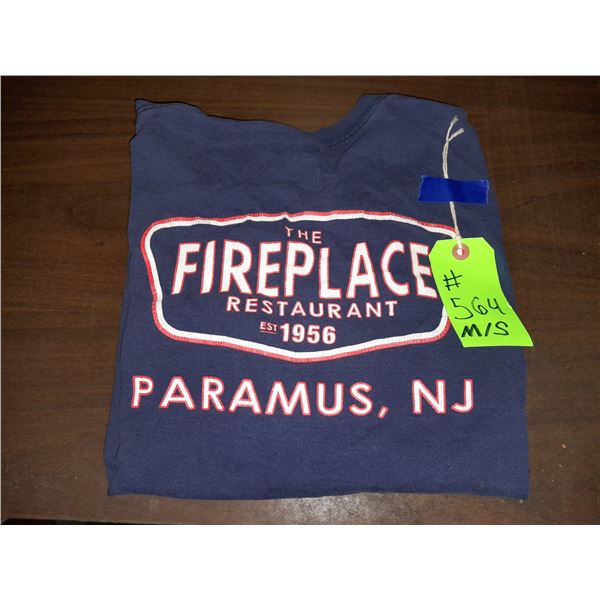 THE
FIREPLACE
RESTAURANT
EST 1956
PARAMUS, NJ
#
564
M/S